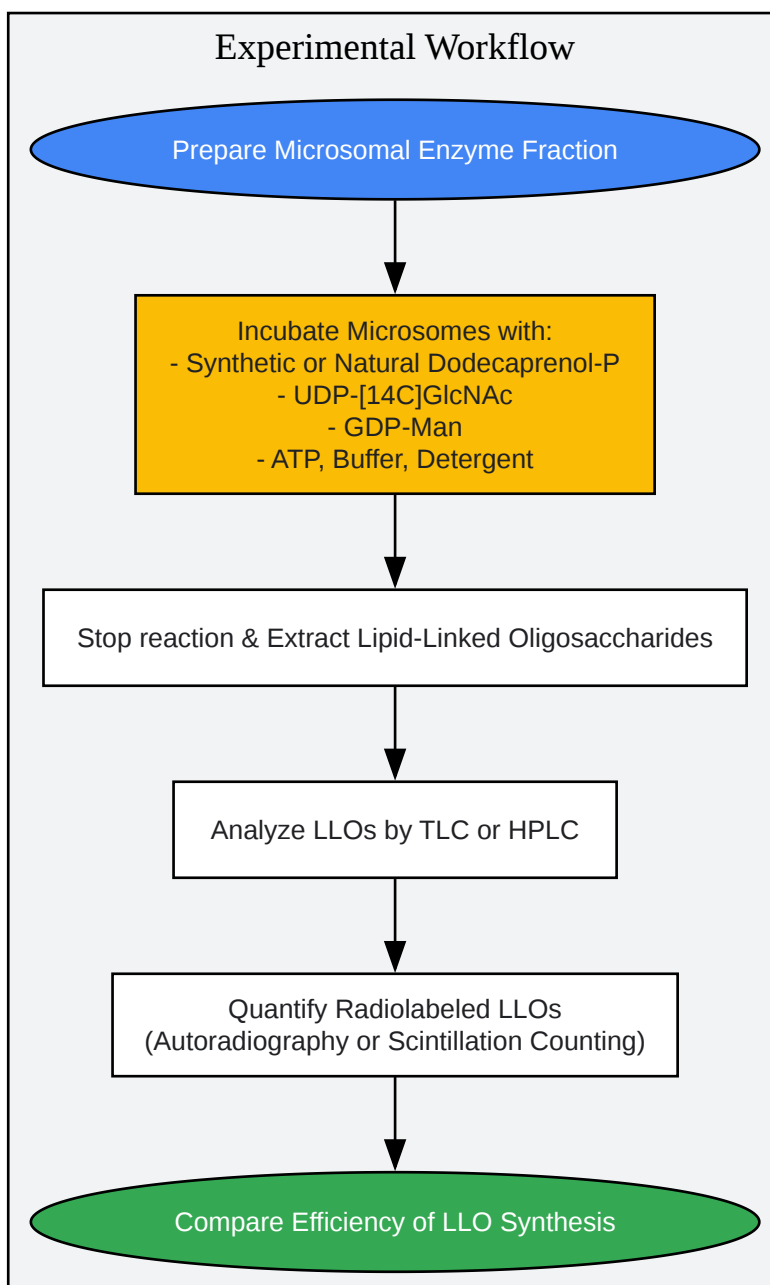 Experimental Workflow
Prepare Microsomal Enzyme Fraction
Incubate Microsomes with:
- Synthetic or Natural Dodecaprenol-P
- UDP-[14C]GlcNAc
- GDP-Man
- ATP, Buffer, Detergent
Stop reaction & Extract Lipid-Linked Oligosaccharides
Analyze LLOs by TLC or HPLC
Quantify Radiolabeled LLOs
(Autoradiography or Scintillation Counting)
Compare Efficiency of LLO Synthesis